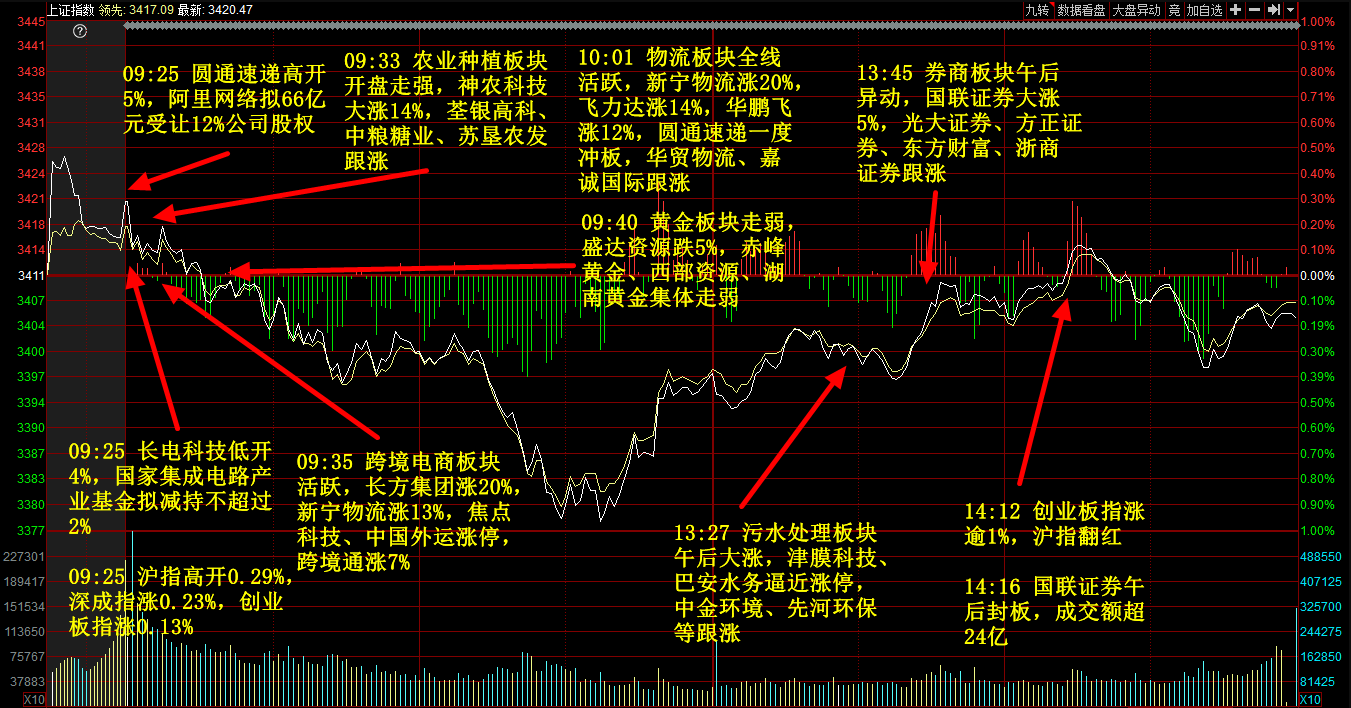 上证指数 领先: 3417.09 最新: 3420.47
九转 数据看盘 大盘异动 竞 加自选
3445
3441
3438
3435
3431
3428
3424
3421
3418
3414
3411
3407
3404
3400
3397
3394
3390
3387
3383
3380
3377
227301
189417
151534
113650
75767
37883
X10
09:25 圆通速递高开
5%，阿里网络拟66亿
元受让12%公司股权
09:33 农业种植板块
开盘走强，神农科技
大涨14%，荃银高科、
中粮糖业、苏垦农发
跟涨
10:01 物流板块全线
活跃，新宁物流涨20%，
飞力达涨14%，华鹏飞
涨12%，圆通速递一度
冲板，华贸物流、嘉
诚国际跟涨
09:40 黄金板块走弱，
盛达资源跌5%，赤峰
黄金、西部资源、湖
南黄金集体走弱
13:45 券商板块午后
异动，国联证券大涨
5%，光大证券、方正证
券、东方财富、浙商
证券跟涨
09:25 长电科技低开
4%，国家集成电路产
业基金拟减持不超过
2%
09:25 沪指高开0.29%，
深成指涨0.23%，创业
板指涨0.13%
09:35 跨境电商板块
活跃，长方集团涨20%，
新宁物流涨13%，焦点
科技、中国外运涨停，
跨境通涨7%
13:27 污水处理板块
午后大涨，津膜科技、
巴安水务逼近涨停，
中金环境、先河环保
等跟涨
14:12 创业板指涨
逾1%，沪指翻红
14:16 国联证券午
后封板，成交额超
24亿
1.00%
0.91%
0.80%
0.71%
0.60%
0.50%
0.40%
0.30%
0.20%
0.10%
0.00%
0.10%
0.19%
0.30%
0.39%
0.50%
0.60%
0.70%
0.80%
0.90%
1.00%
488550
407125
325700
244275
162850
81425
X10